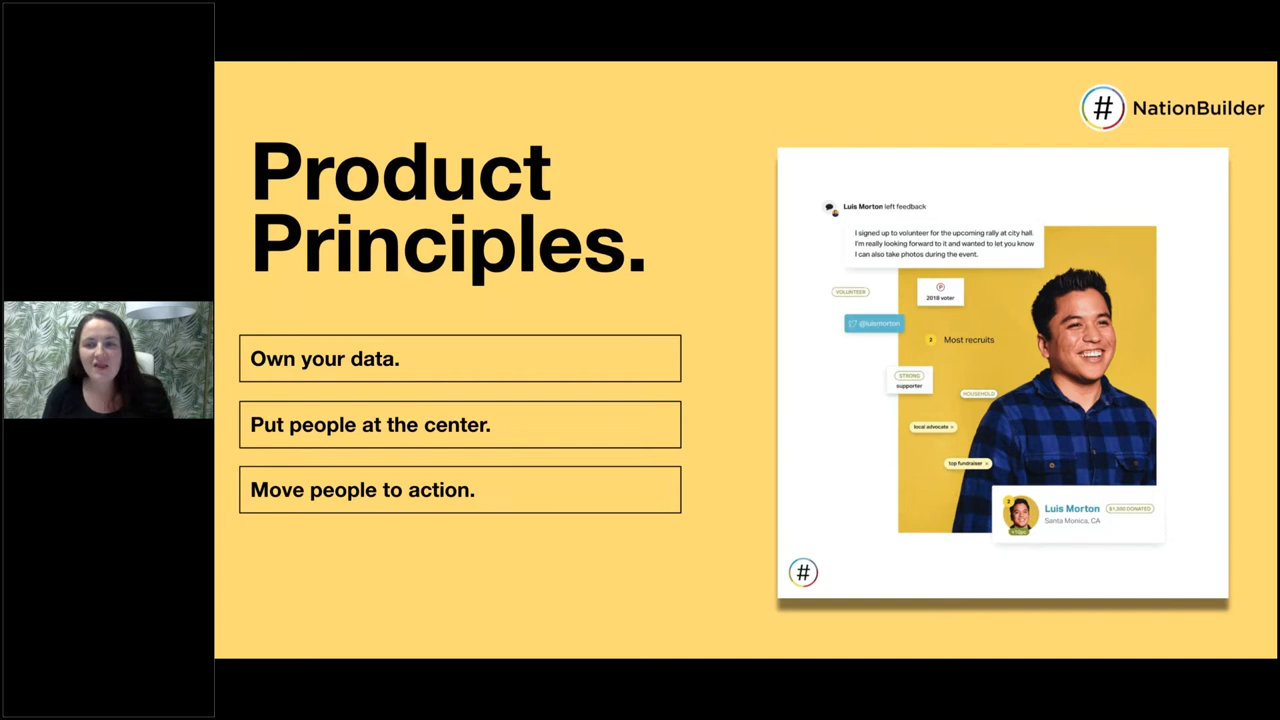 # NationBuilder
Product
Principles.
Own your data.
Put people at the center.
Move people to action.
Luis Morton left feedback
I signed up to volunteer for the upcoming rally at city hall.
I'm really looking forward to it and wanted to let you know
I can also take photos during the event.
VOLUNTEER
P
2018 voter
@luismorton
2 Most recruits
STRONG
supporter
HOUSEHOLD
local advocate ×
top fundraiser ×
Luis Morton $1,500 DONATED
Santa Monica, CA
#